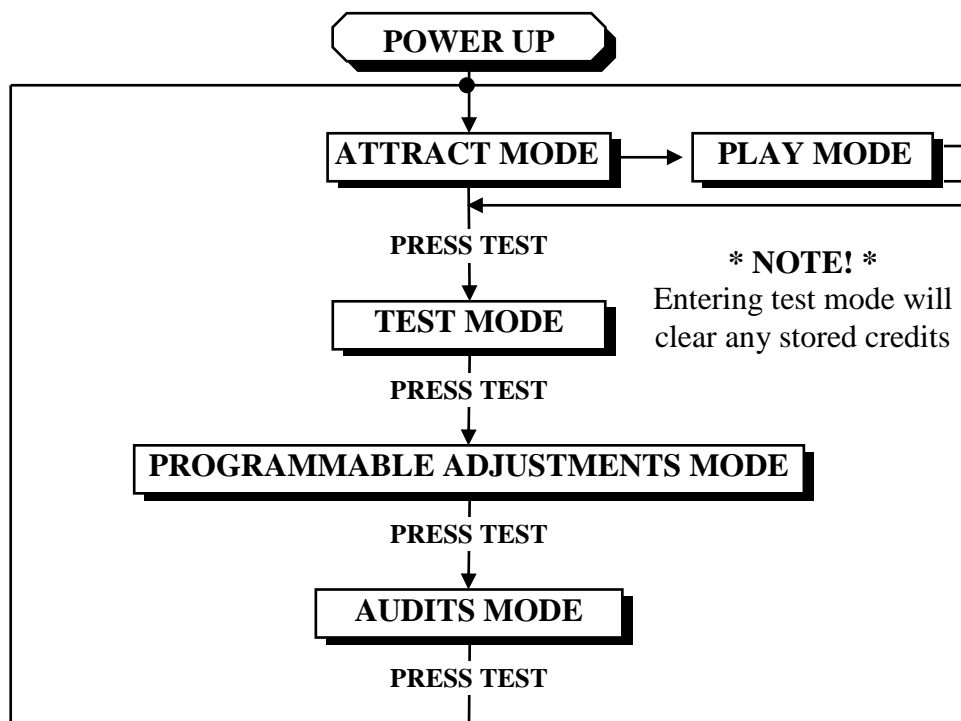 POWER UP
ATTRACT MODE
PLAY MODE
PRESS TEST
* NOTE! *
Entering test mode will
clear any stored credits
TEST MODE
PRESS TEST
PROGRAMMABLE ADJUSTMENTS MODE
PRESS TEST
AUDITS MODE
PRESS TEST